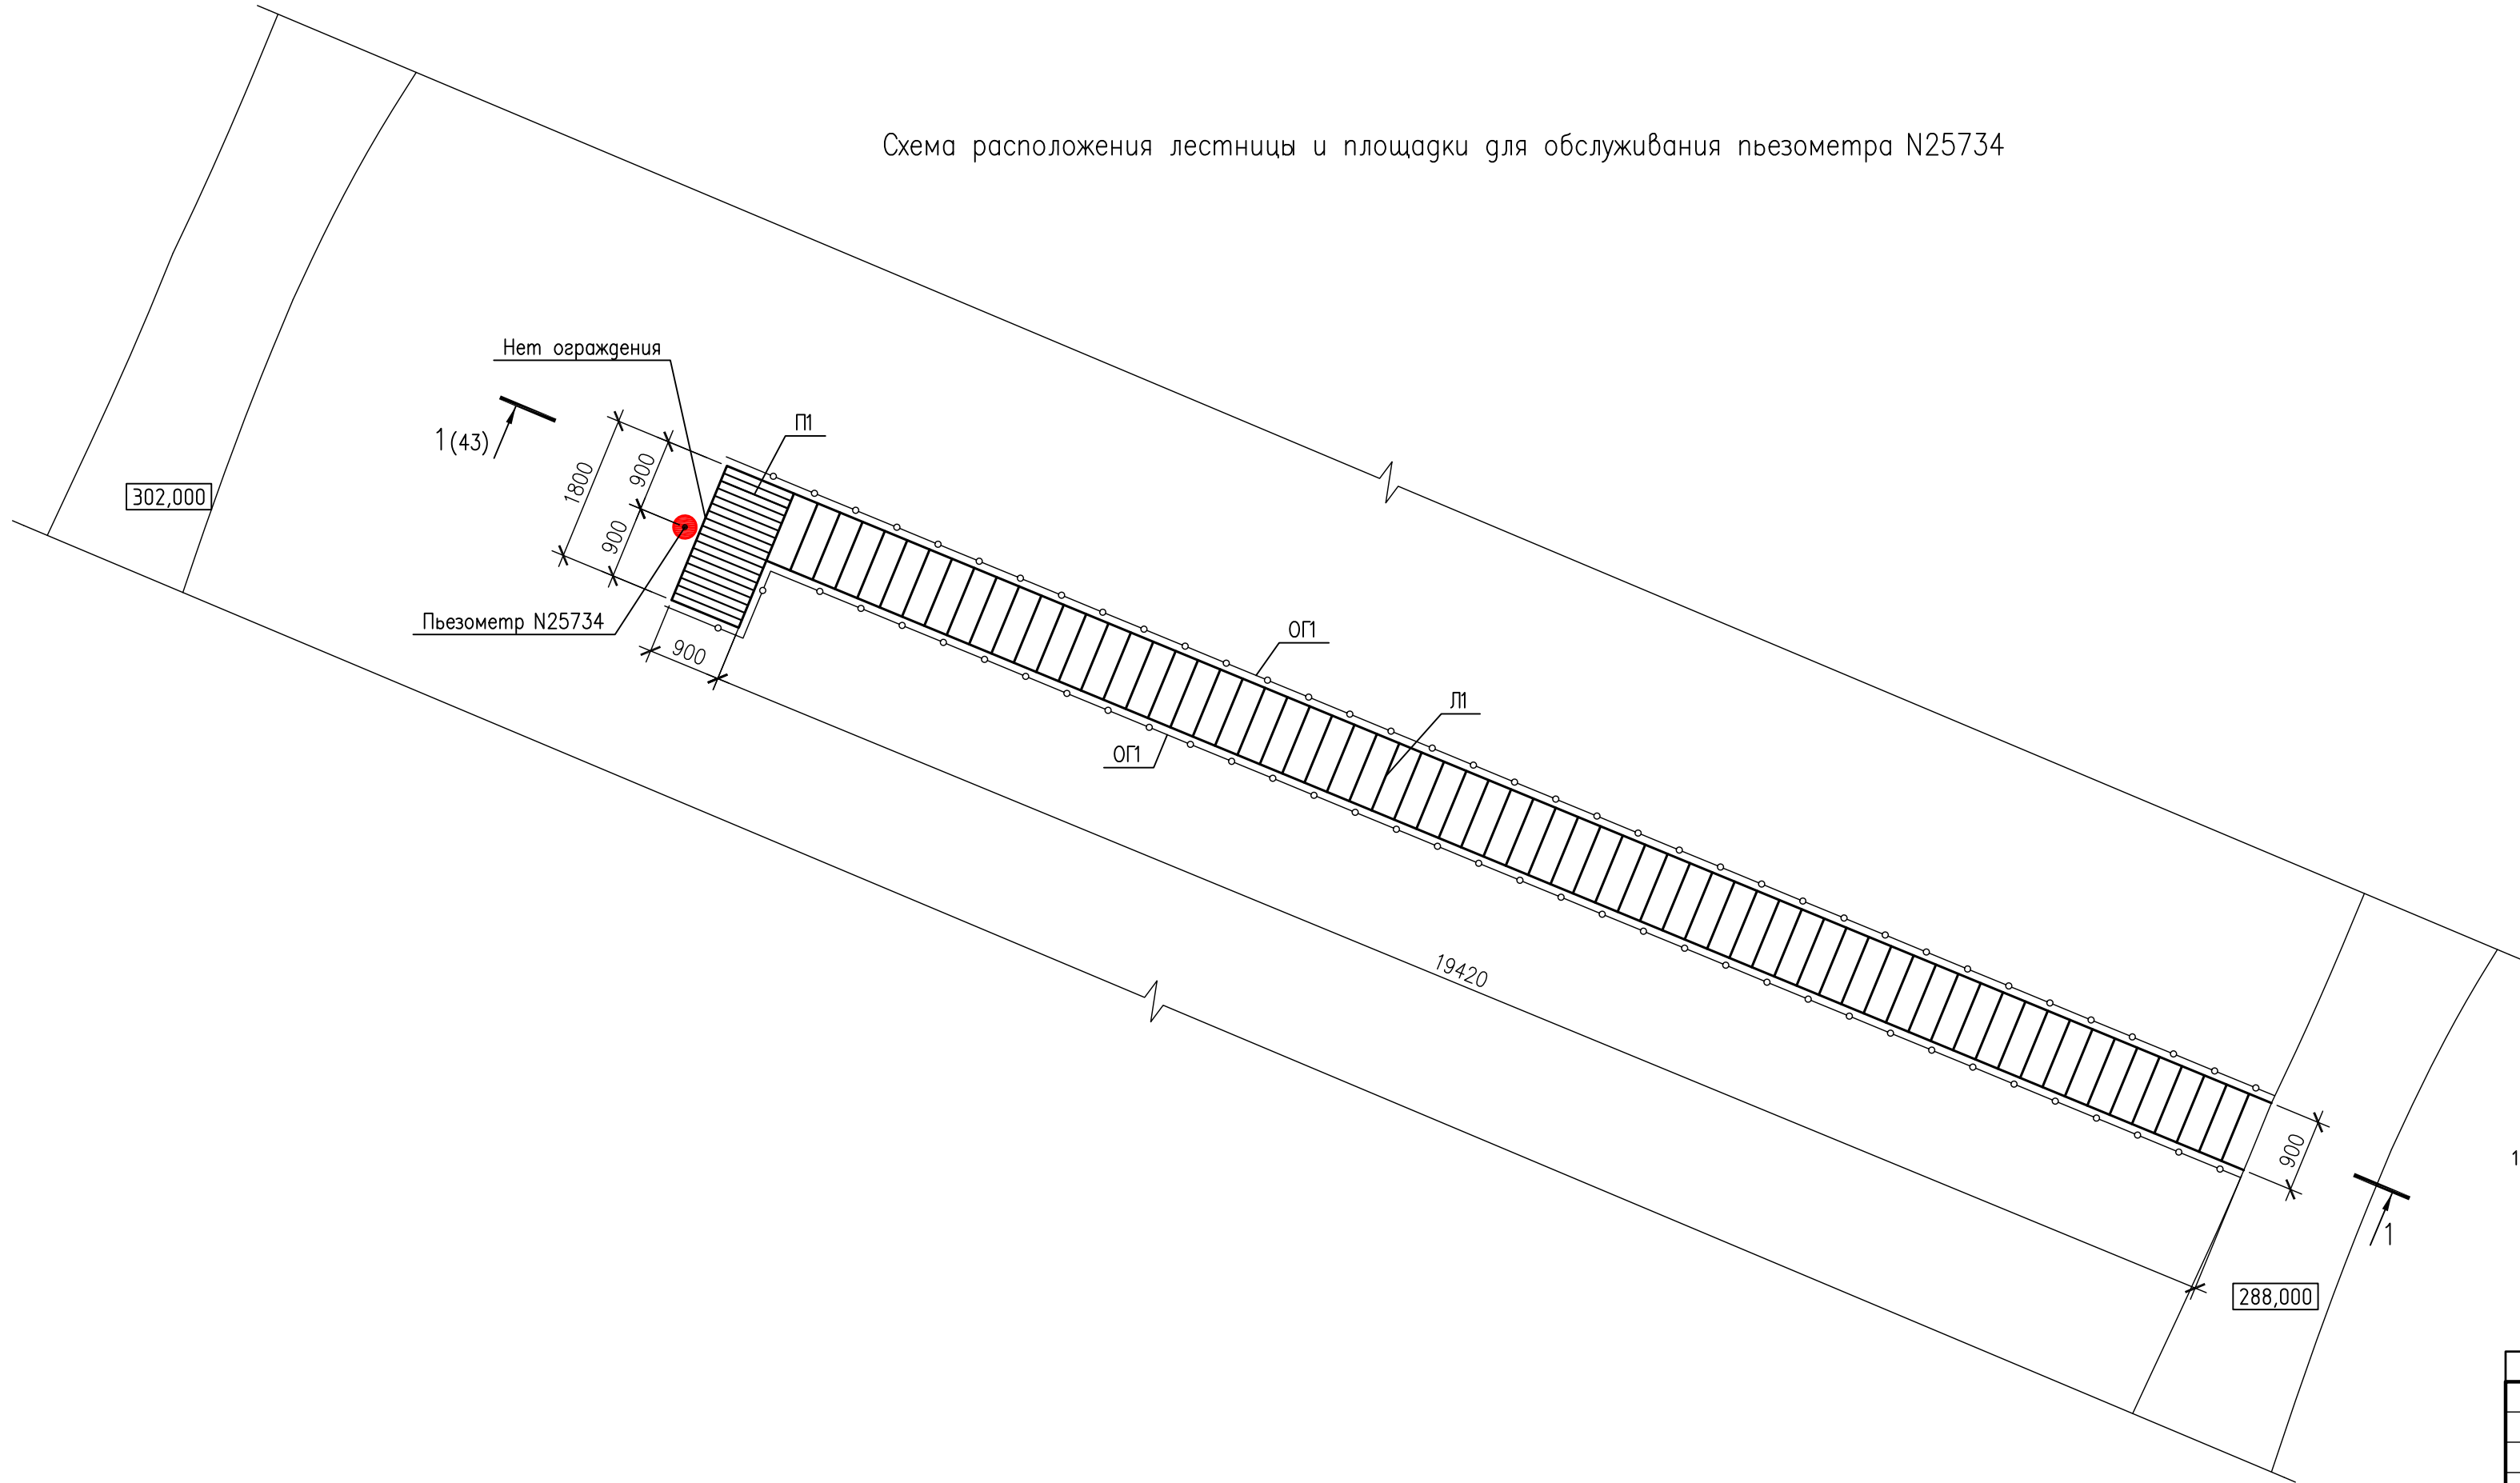 Схема расположения лестницы и площадки для обслуживания пьезометра N25734
Нет ограждения
П1
1(43)
1800
900
900
302,000
Пьезометр N25734
900
ОГ1
Л1
ОГ1
19420
900
1
1
288,000